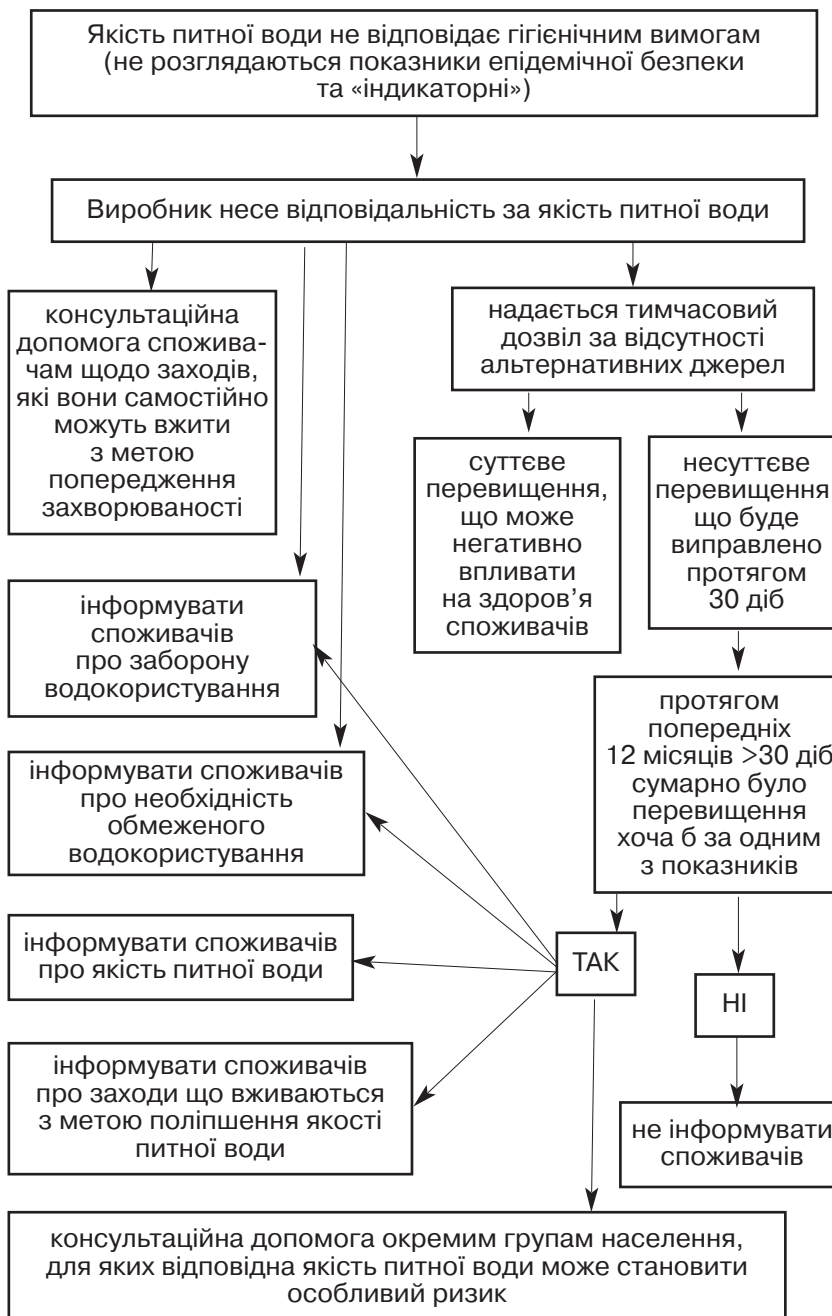 Якість питної води не відповідає гігієнічним вимогам
(не розглядаються показники епідемічної безпеки
та «індикаторні»)
Виробник несе відповідальність за якість питної води
консультаційна
допомога спожива-
чам щодо заходів,
які вони самостійно
можуть вжити
з метою
попередження
захворюваності
надається тимчасовий
дозвіл за відсутності
альтернативних джерел
суттєве
перевищення,
що може
негативно
впливати
на здоров’я
споживачів
несуттєве
перевищення
що буде
виправлено
протягом
30 діб
інформувати
споживачів
про заборону
водокористування
протягом
попередніх
12 місяців >30 діб
сумарно було
перевищення
хоча б за одним
з показників
інформувати споживачів
про необхідність
обмеженого
водокористування
інформувати споживачів
про якість питної води
ТАК
НІ
інформувати споживачів
про заходи що вживаються
з метою поліпшення якості
питної води
не інформувати
споживачів
консультаційна допомога окремим групам населення,
для яких відповідна якість питної води може становити
особливий ризик